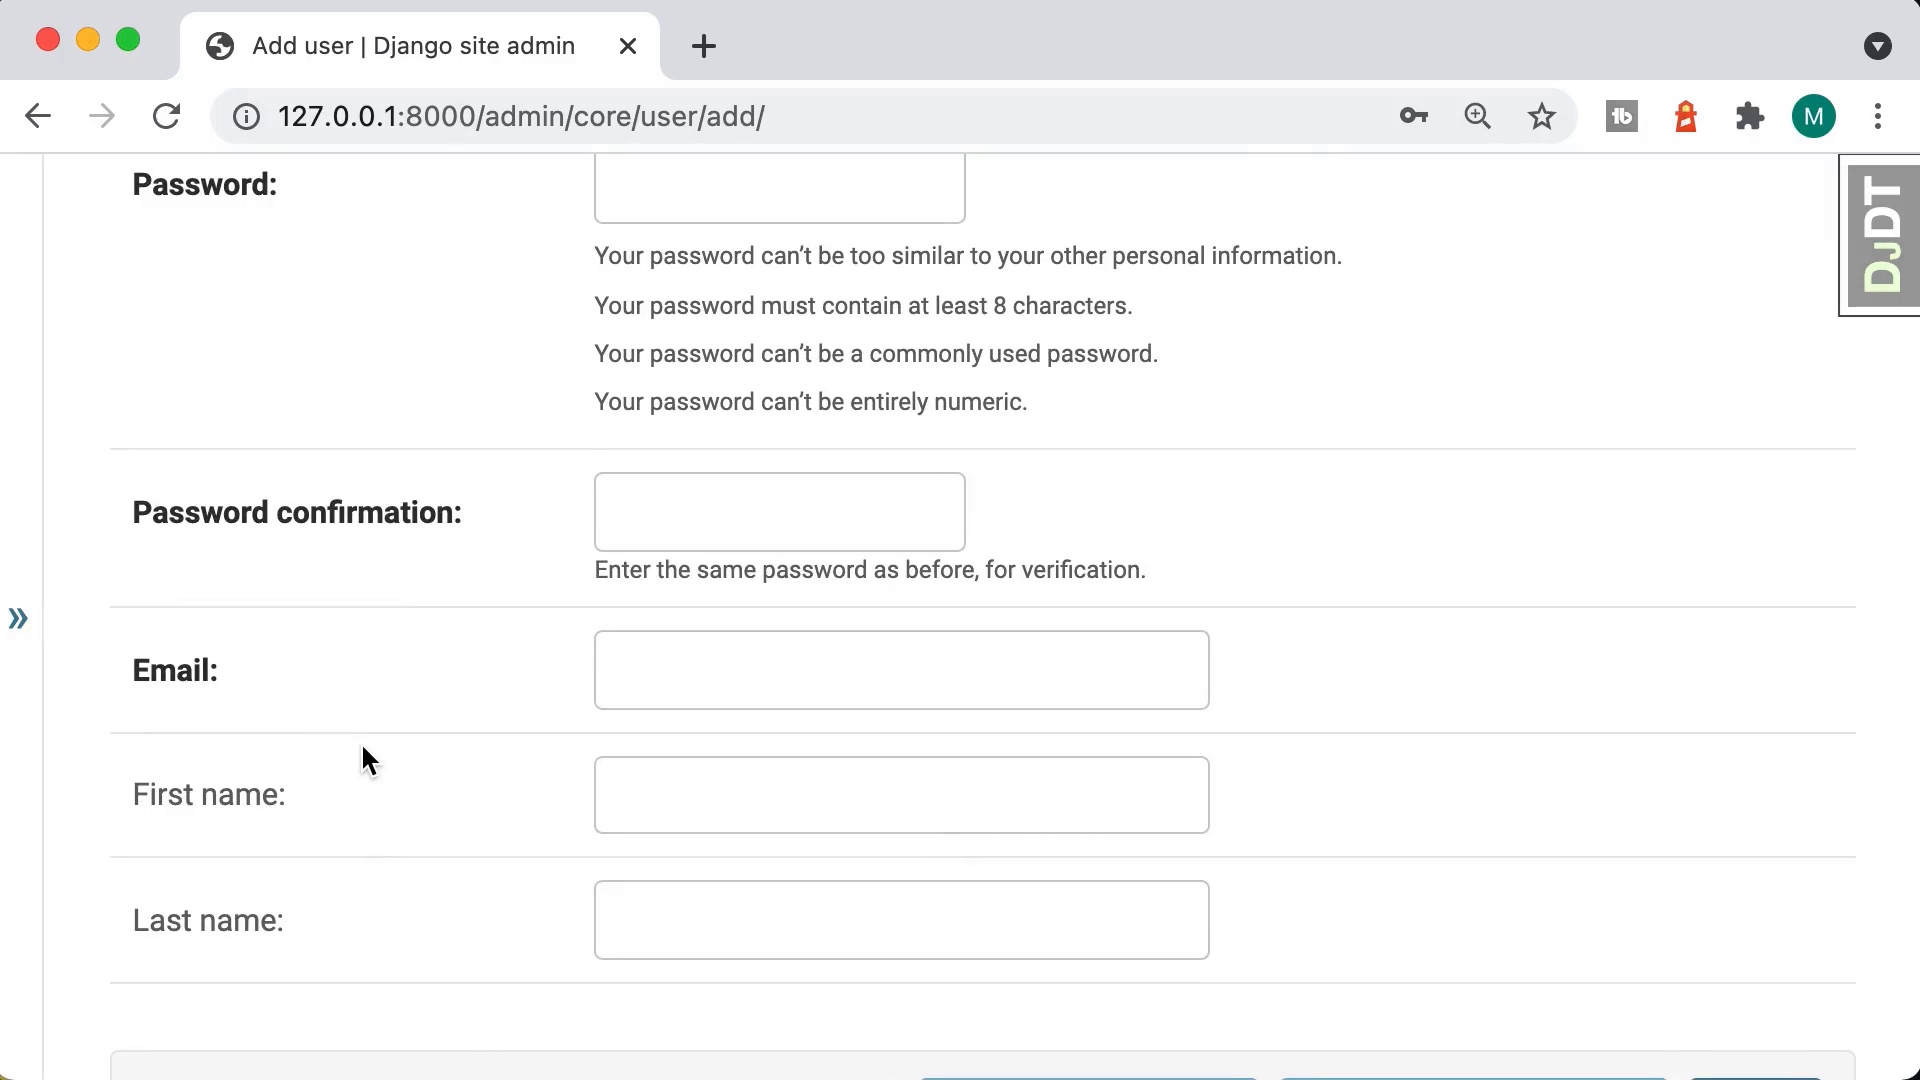 Add user | Django site admin
127.0.0.1:8000/admin/core/user/add/
M
DJDT
Password:
Your password can’t be too similar to your other personal information.
Your password must contain at least 8 characters.
Your password can’t be a commonly used password.
Your password can’t be entirely numeric.
Password confirmation:
Enter the same password as before, for verification.
Email:
First name:
Last name: